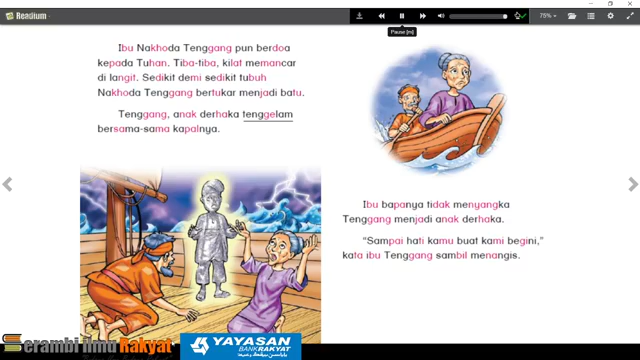 Readium
Pause [m]
75%
Ibu Nakhoda Tenggang pun berdoa
kepada Tuhan. Tiba-tiba, kilat memancar
di langit. Sedikit demi sedikit tubuh
Nakhoda Tenggang bertukar menjadi batu.
Tenggang, anak derhaka tenggelam
bersama-sama kapalnya.
Ibu bapanya tidak menyangka
Tenggang menjadi anak derhaka.
“Sampai hati kamu buat kami begini,”
kata ibu Tenggang sambil menangis.
Serambi Ilmu Rakyat
YAYASAN
BANK RAKYAT